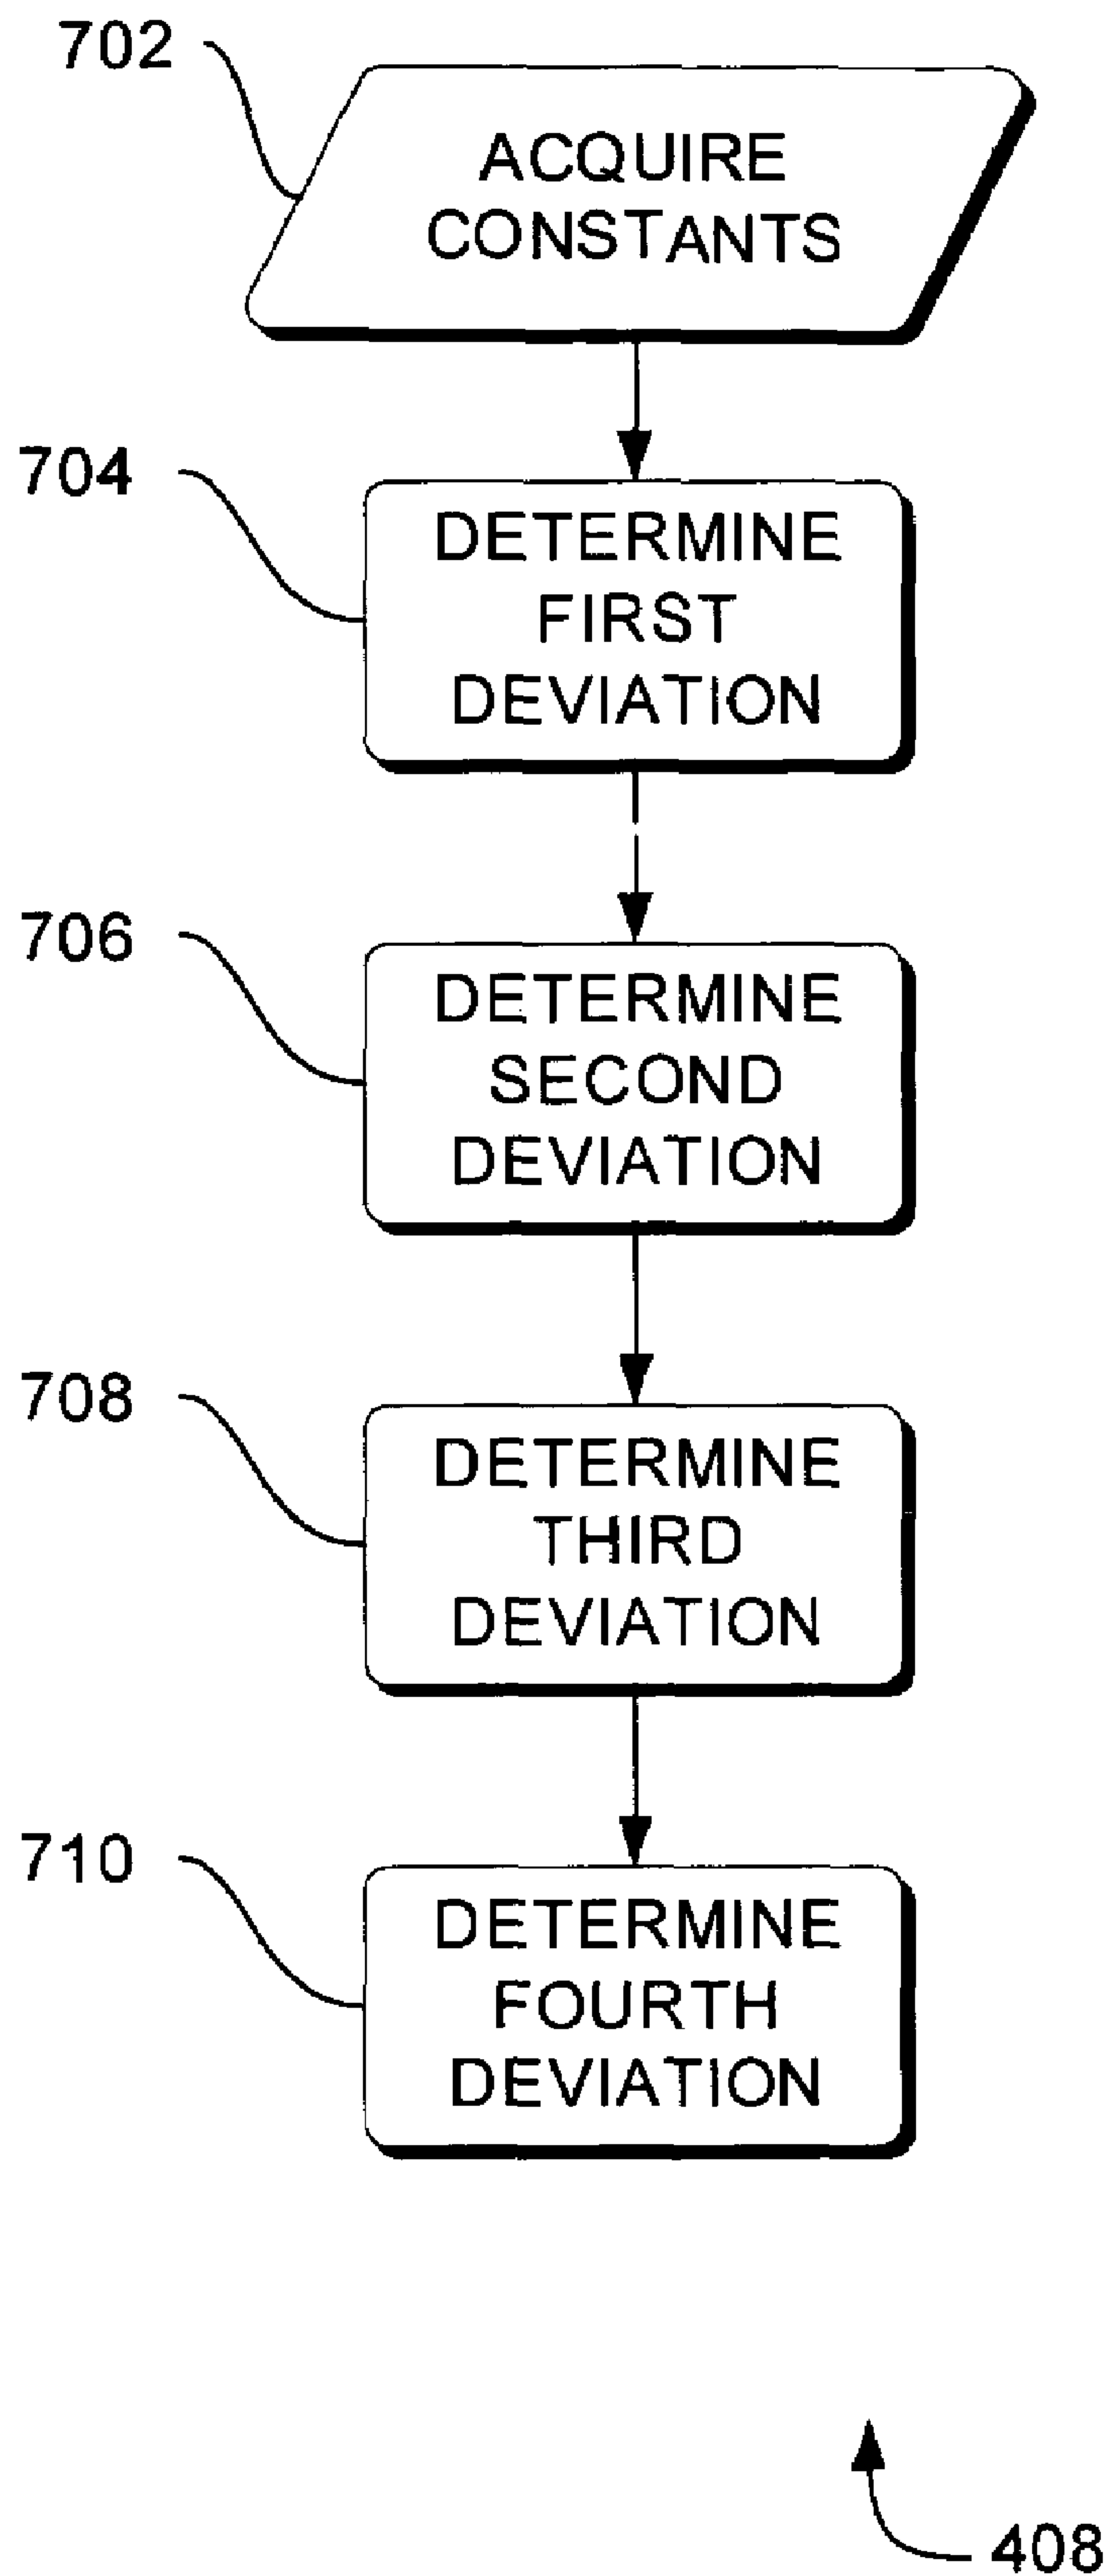 702
ACQUIRE
CONSTANTS
704
DETERMINE
FIRST
DEVIATION
706
DETERMINE
SECOND
DEVIATION
708
DETERMINE
THIRD
DEVIATION
710
DETERMINE
FOURTH
DEVIATION
408